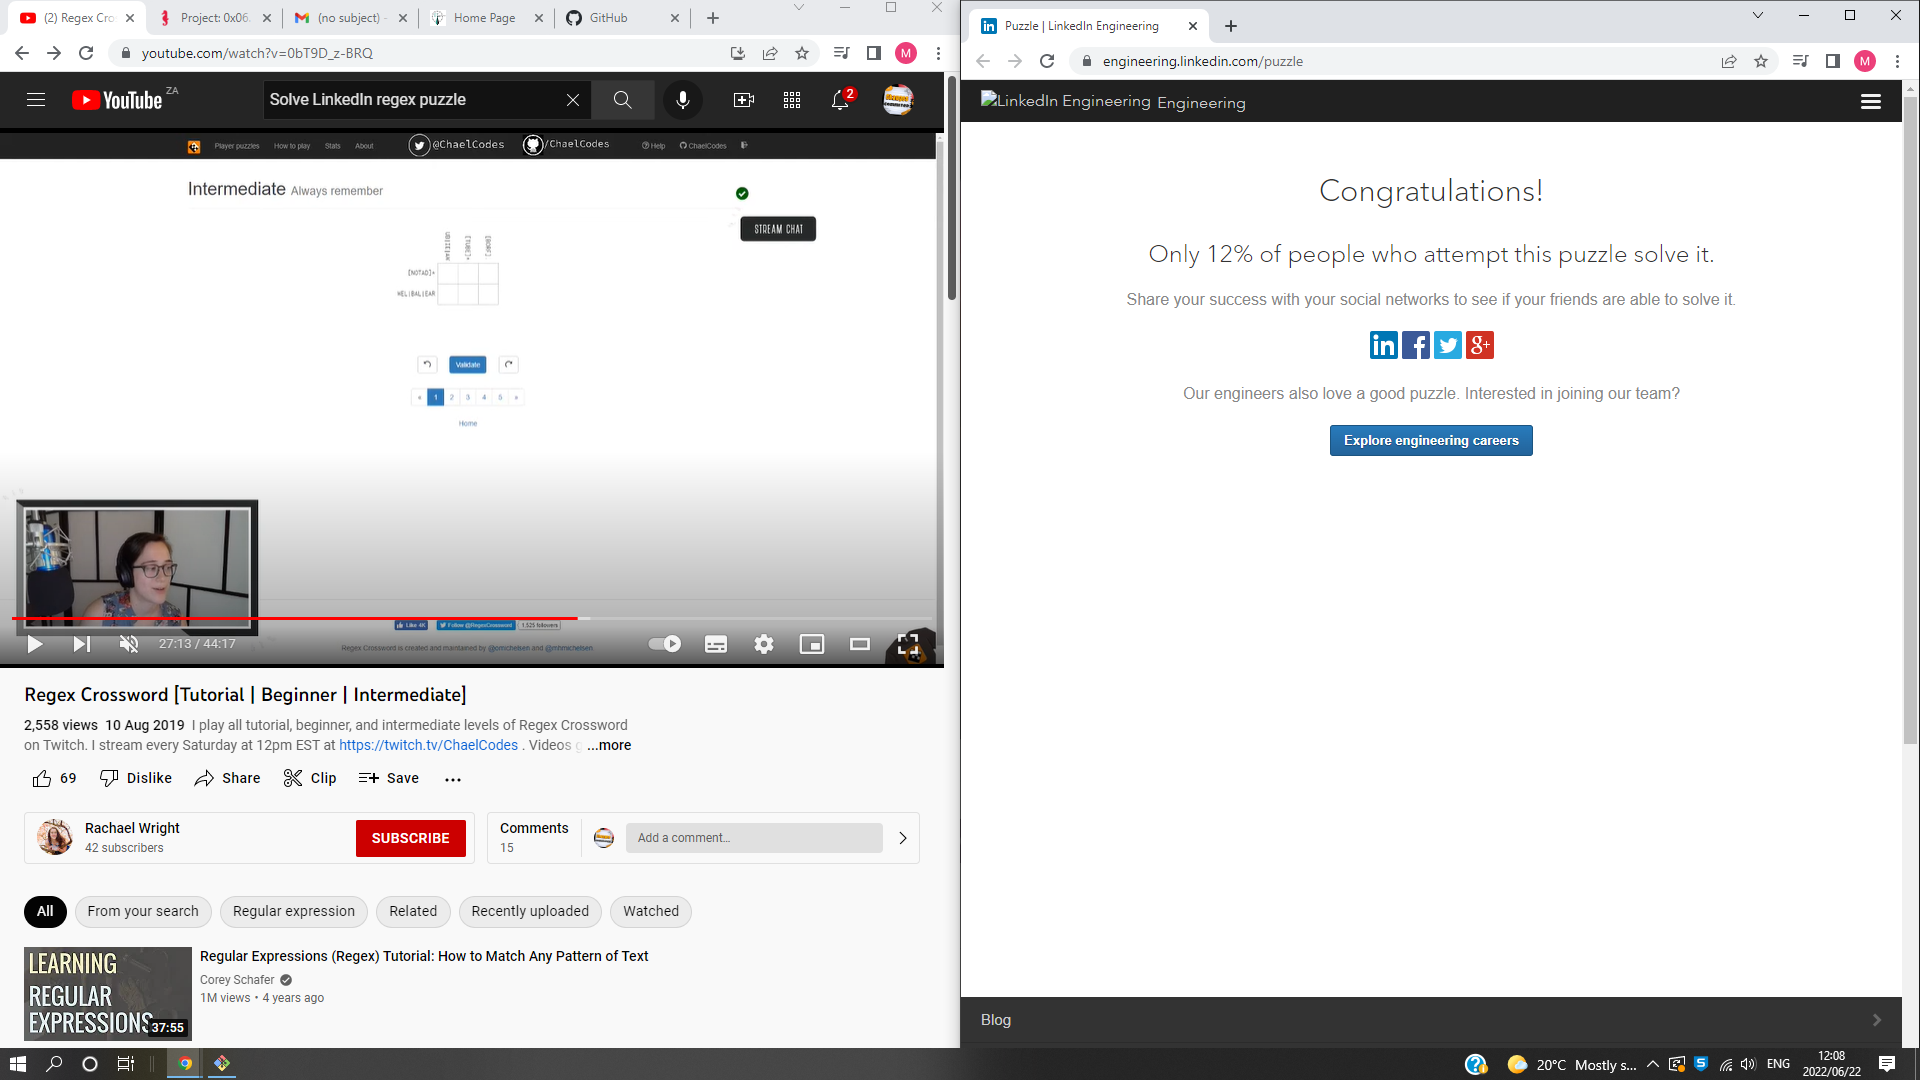 (2) Regex Cro
Project: 0x06.
(no subject) -
Home Page
GitHub
youtube.com/watch?v=0bT9D_z-BRQ
M
YouTube ZA
Solve LinkedIn regex puzzle
2
Player puzzles How to play Stats About @ChaelCodes /ChaelCodes Help ChaelCodes
Intermediate Always remember
STREAM CHAT
[NOTAD]+
WEL|BAL|EAR
Validate
« 1 2 3 4 5 »
Home
Like 4K Follow @RegexCrossword 1,525 followers
27:13 / 44:17
Regex Crossword is created and maintained by @omichelsen and @mhmichelsen
Regex Crossword [Tutorial | Beginner | Intermediate]
2,558 views 10 Aug 2019 I play all tutorial, beginner, and intermediate levels of Regex Crossword
on Twitch. I stream every Saturday at 12pm EST at https://twitch.tv/ChaelCodes . Videos g ...more
69 Dislike Share Clip Save
Rachael Wright
42 subscribers
SUBSCRIBE
Comments
15
Add a comment...
All From your search Regular expression Related Recently uploaded Watched
LEARNING
REGULAR
EXPRESSIONS
37:55
Regular Expressions (Regex) Tutorial: How to Match Any Pattern of Text
Corey Schafer
1M views • 4 years ago
Puzzle | LinkedIn Engineering
engineering.linkedin.com/puzzle
M
LinkedIn Engineering Engineering
Congratulations!
Only 12% of people who attempt this puzzle solve it.
Share your success with your social networks to see if your friends are able to solve it.
in f g+
Our engineers also love a good puzzle. Interested in joining our team?
Explore engineering careers
Blog
20°C Mostly s... ENG
12:08
2022/06/22